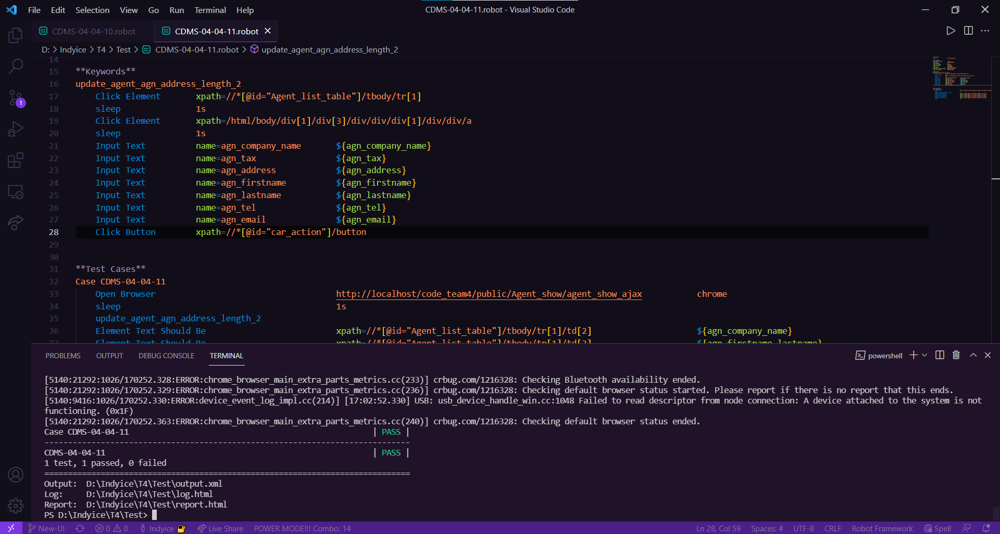 File Edit Selection View Go Run Terminal Help CDMS-04-04-11.robot - Visual Studio Code
CDMS-04-04-10.robot CDMS-04-04-11.robot
D: > Indyice > T4 > Test > CDMS-04-04-11.robot > update_agent_agn_address_length_2
14
15 **Keywords**
16 update_agent_agn_address_length_2
17 Click Element xpath=//*[@id="Agent_list_table"]/tbody/tr[1]
18 sleep 1s
19 Click Element xpath=/html/body/div[1]/div[3]/div/div/div[1]/div/div/a
20 sleep 1s
21 Input Text name=agn_company_name ${agn_company_name}
22 Input Text name=agn_tax ${agn_tax}
23 Input Text name=agn_address ${agn_address}
24 Input Text name=agn_firstname ${agn_firstname}
25 Input Text name=agn_lastname ${agn_lastname}
26 Input Text name=agn_tel ${agn_tel}
27 Input Text name=agn_email ${agn_email}
28 Click Button xpath=//*[@id="car_action"]/button
29
30
31 **Test Cases**
32 Case CDMS-04-04-11
33 Open Browser http://localhost/code_team4/public/Agent_show/agent_show_ajax chrome
34 sleep 1s
35 update_agent_agn_address_length_2
36 Element Text Should Be xpath=//*[@id="Agent_list_table"]/tbody/tr[1]/td[2] ${agn_company_name}
37 Element Text Should Be xpath=//*[@id="Agent_list_table"]/tbody/tr[1]/td[3] ${agn_firstname_lastname}
PROBLEMS OUTPUT DEBUG CONSOLE TERMINAL powershell
[5140:21292:1026/170252.328:ERROR:chrome_browser_main_extra_parts_metrics.cc(233)] crbug.com/1216328: Checking Bluetooth availability ended.
[5140:21292:1026/170252.329:ERROR:chrome_browser_main_extra_parts_metrics.cc(236)] crbug.com/1216328: Checking default browser status started. Please report if there is no report that this ends.
[5140:9416:1026/170252.330:ERROR:device_event_log_impl.cc(214)] [17:02:52.330] USB: usb_device_handle_win.cc:1048 Failed to read descriptor from node connection: A device attached to the system is not
functioning. (0x1F)
[5140:21292:1026/170252.363:ERROR:chrome_browser_main_extra_parts_metrics.cc(240)] crbug.com/1216328: Checking default browser status ended.
Case CDMS-04-04-11 | PASS |
------------------------------------------------------------------------------
CDMS-04-04-11 | PASS |
1 test, 1 passed, 0 failed
==============================================================================
Output: D:\Indyice\T4\Test\output.xml
Log: D:\Indyice\T4\Test\log.html
Report: D:\Indyice\T4\Test\report.html
PS D:\Indyice\T4\Test>
New-UI 0 0 Indyice Live Share POWER MODE!!! Combo: 14 Ln 28, Col 59 Spaces: 4 UTF-8 CRLF Robot Framework Spell